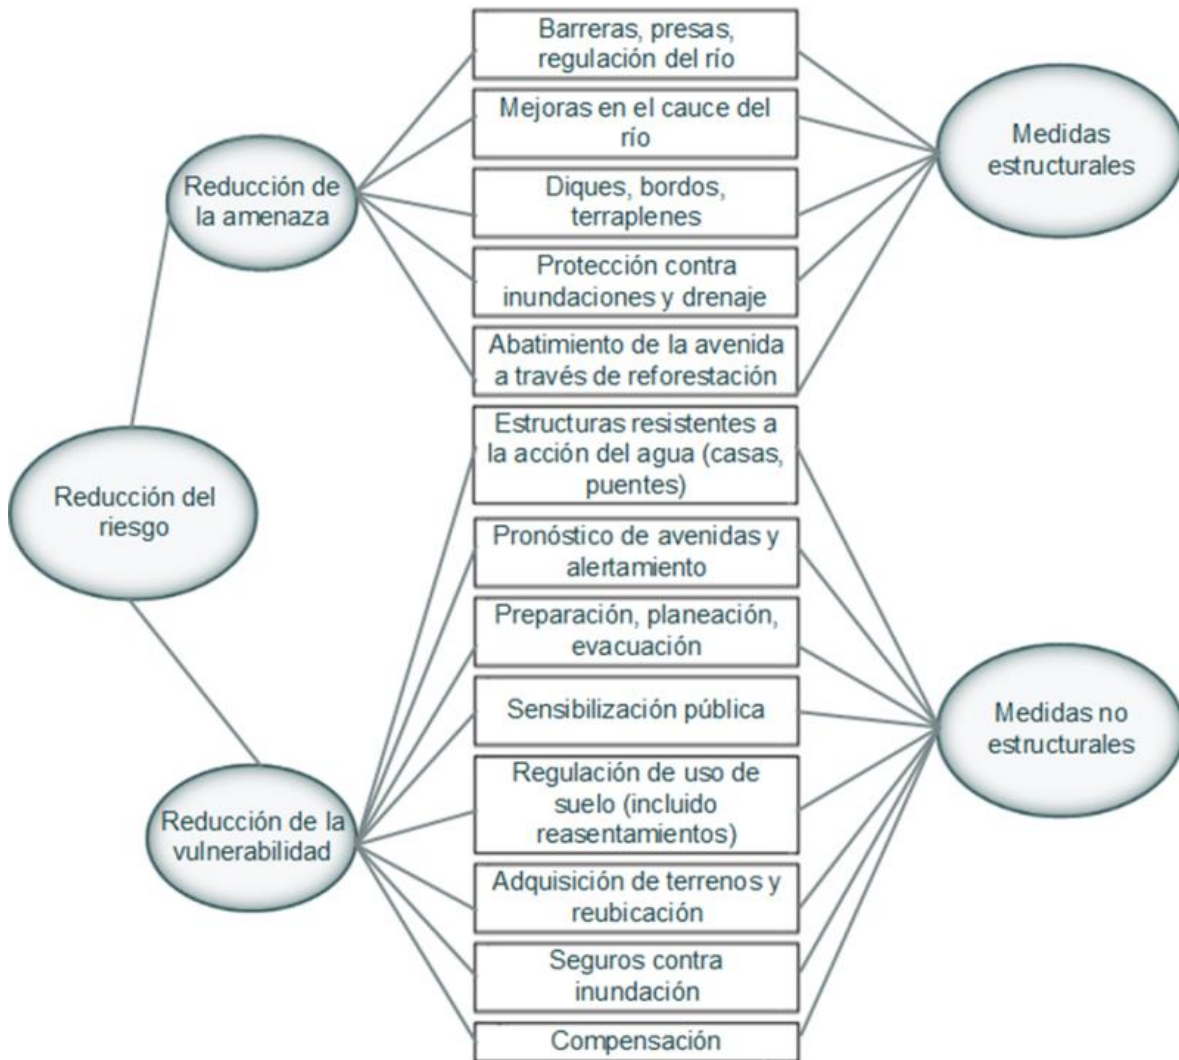 Barreras, presas,
regulación del río
Mejoras en el cauce del
río
Diques, bordos,
terraplenes
Protección contra
inundaciones y drenaje
Abatimiento de la avenida
a través de reforestación
Estructuras resistentes a
la acción del agua (casas,
puentes)
Pronóstico de avenidas y
alertamiento
Preparación, planeación,
evacuación
Sensibilización pública
Regulación de uso de
suelo (incluido
reasentamientos)
Adquisición de terrenos y
reubicación
Seguros contra
inundación
Compensación
Reducción de
la amenaza
Reducción del
riesgo
Reducción de la
vulnerabilidad
Medidas
estructurales
Medidas no
estructurales